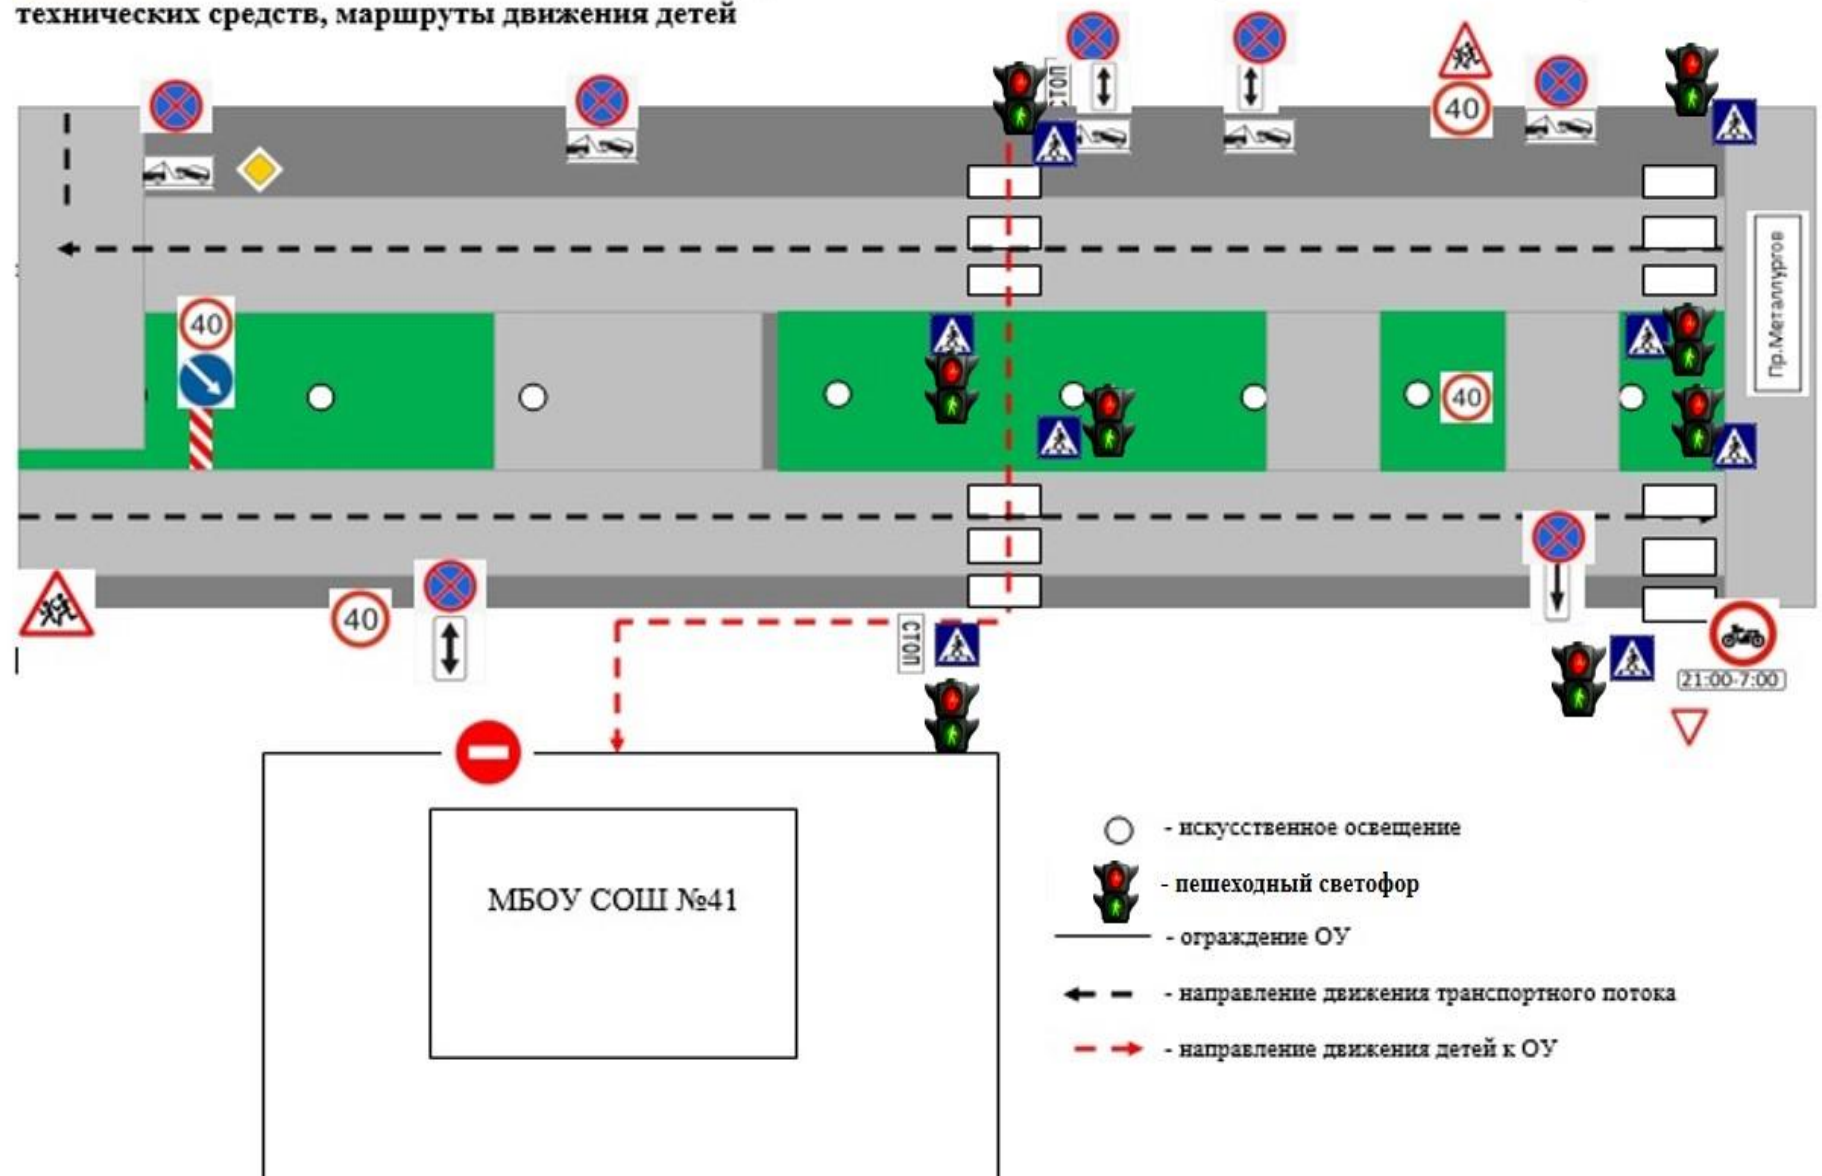 технических средств, маршруты движения детей
СТОП
40
40
Пр.Металлургов
40
40
СТОП
21:00-7:00
МБОУ СОШ №41
- искусственное освещение
- пешеходный светофор
- ограждение ОУ
- направление движения транспортного потока
- направление движения детей к ОУ